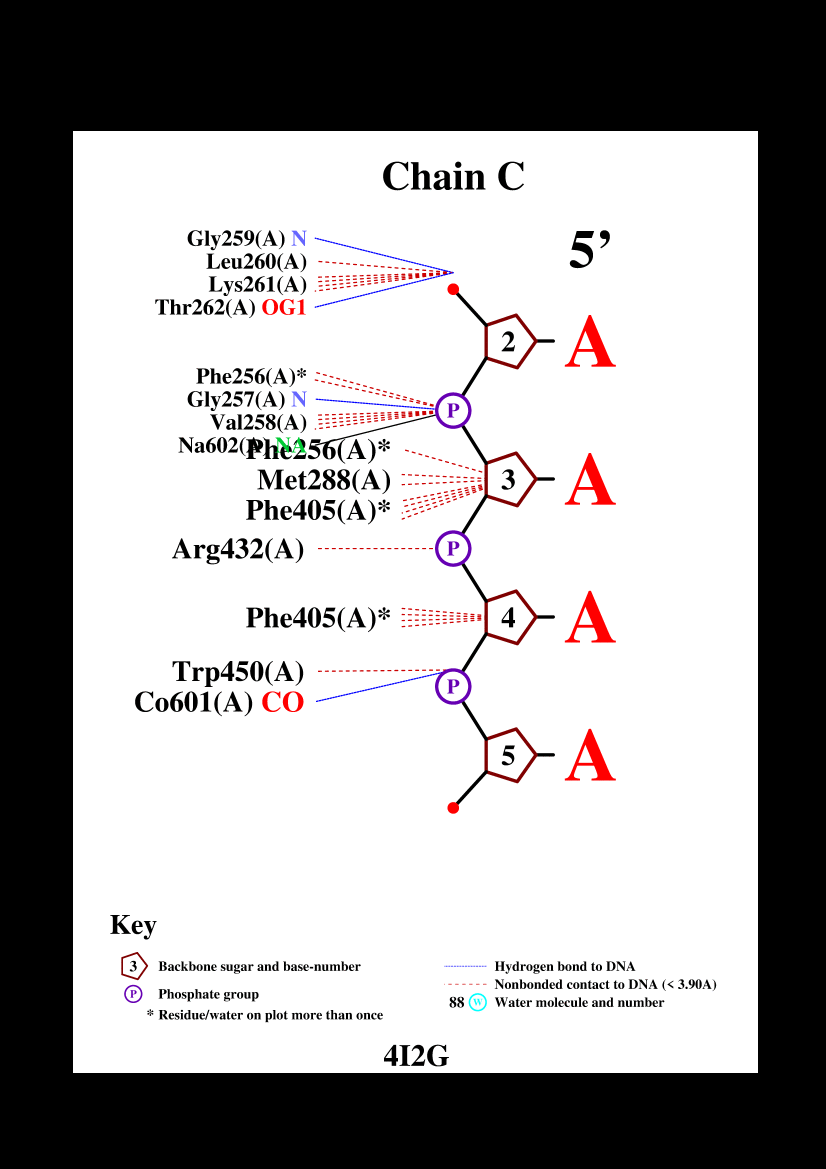 Chain C
5’
Gly259(A) N
Leu260(A)
Lys261(A)
Thr262(A) OG1
2 A
Phe256(A)*
Gly257(A) N
P
Val258(A)
Na602(A) NA
Phe256(A)*
Met288(A)
3 A
Phe405(A)*
Arg432(A)
P
Phe405(A)*
4 A
Trp450(A)
P
Co601(A) CO
5 A
Key
3 Backbone sugar and base-number
P Phosphate group
* Residue/water on plot more than once
Hydrogen bond to DNA
Nonbonded contact to DNA (< 3.90A)
88 W Water molecule and number
4I2G